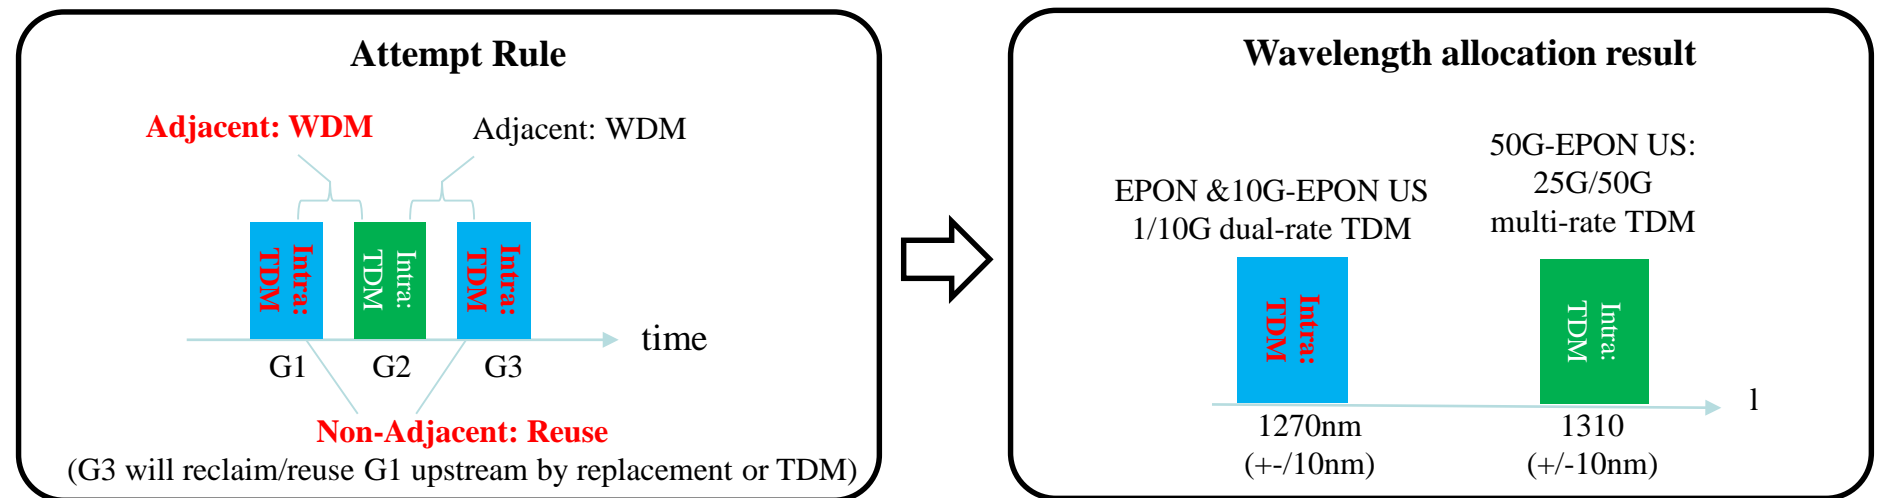 Attempt Rule
Adjacent: WDM
Adjacent: WDM
Intra:
TDM
Intra:
TDM
Intra:
TDM
time
G1
G2
G3
Non-Adjacent: Reuse
(G3 will reclaim/reuse G1 upstream by replacement or TDM)
Wavelength allocation result
EPON &10G-EPON US
1/10G dual-rate TDM
50G-EPON US:
25G/50G
multi-rate TDM
Intra:
TDM
Intra:
TDM
l
1270nm
(+-/10nm)
1310
(+/-10nm)